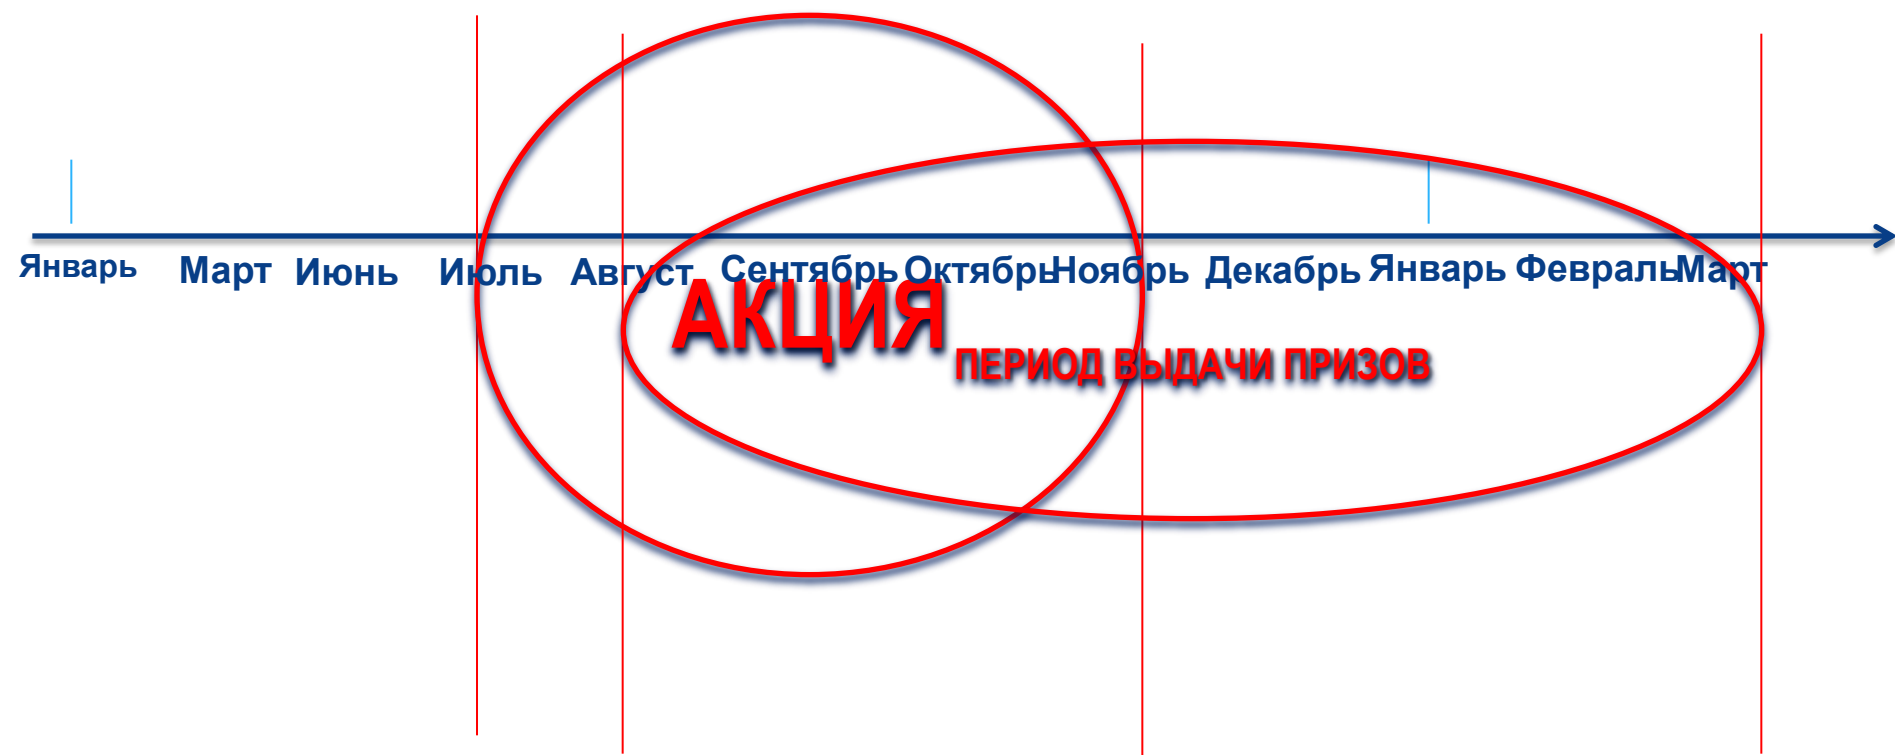 Январь Март Июнь Июль Август Сентябрь Октябрь Ноябрь Декабрь Январь Февраль Март
АКЦИЯ
ПЕРИОД ВЫДАЧИ ПРИЗОВ